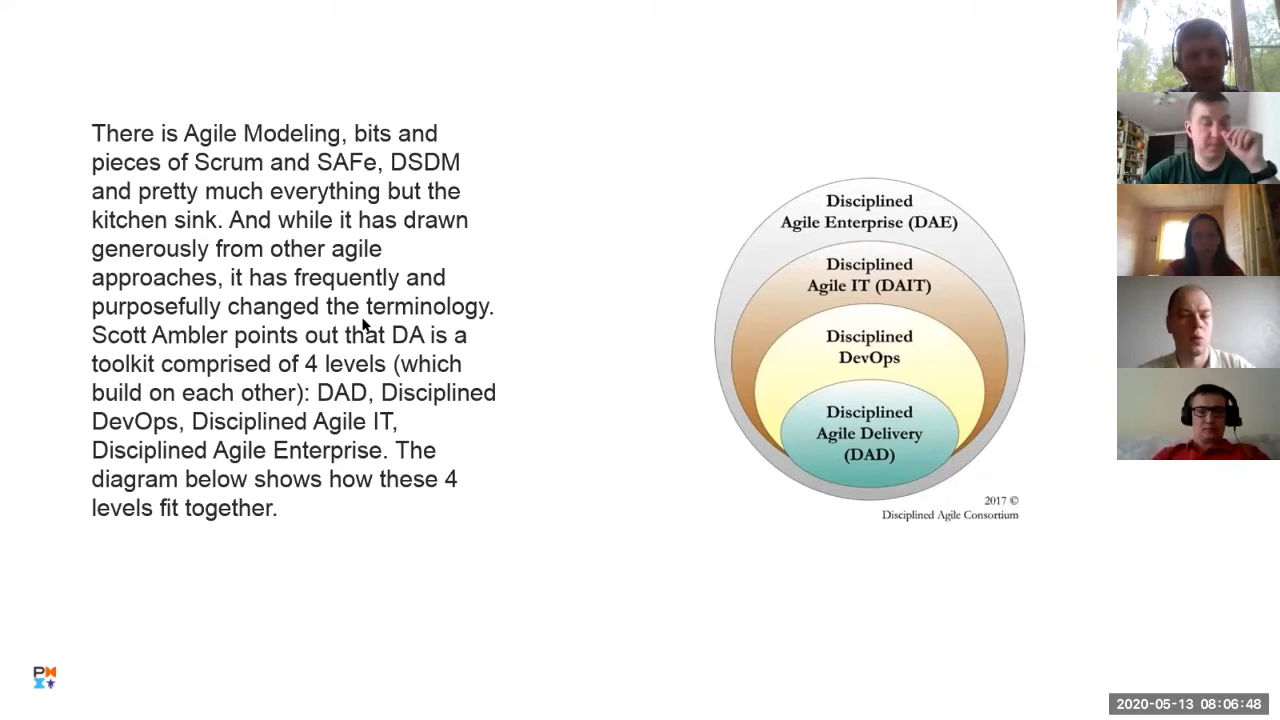 There is Agile Modeling, bits and
pieces of Scrum and SAFe, DSDM
and pretty much everything but the
kitchen sink. And while it has drawn
generously from other agile
approaches, it has frequently and
purposefully changed the terminology.
Scott Ambler points out that DA is a
toolkit comprised of 4 levels (which
build on each other): DAD, Disciplined
DevOps, Disciplined Agile IT,
Disciplined Agile Enterprise. The
diagram below shows how these 4
levels fit together.
Disciplined
Agile Enterprise (DAE)
Disciplined
Agile IT (DAIT)
Disciplined
DevOps
Disciplined
Agile Delivery
(DAD)
2017 ©
Disciplined Agile Consortium
2020-05-13 08:06:48